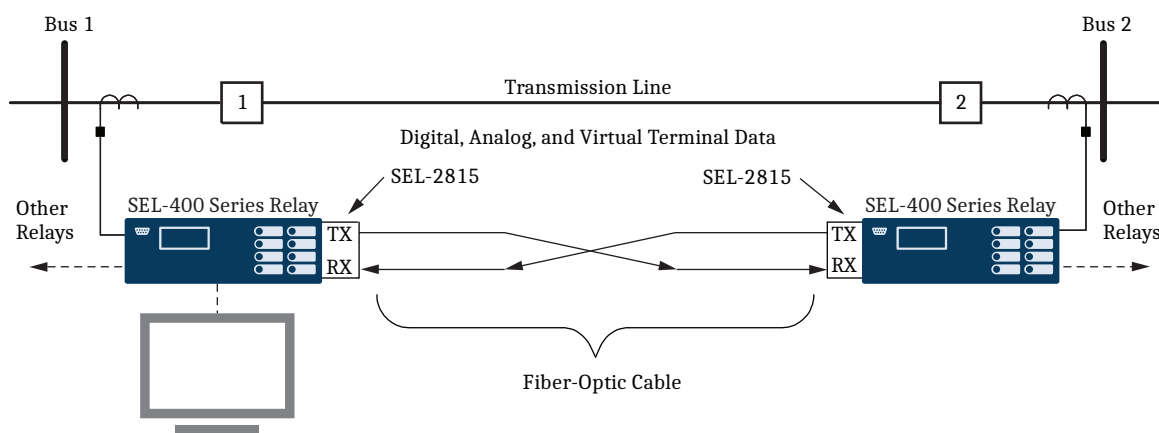 Bus 1
Bus 2
1
Transmission Line
2
Digital, Analog, and Virtual Terminal Data
SEL-2815
SEL-2815
Other
Relays
SEL-400 Series Relay
TX
RX
TX
RX
SEL-400 Series Relay
Other
Relays
Fiber-Optic Cable